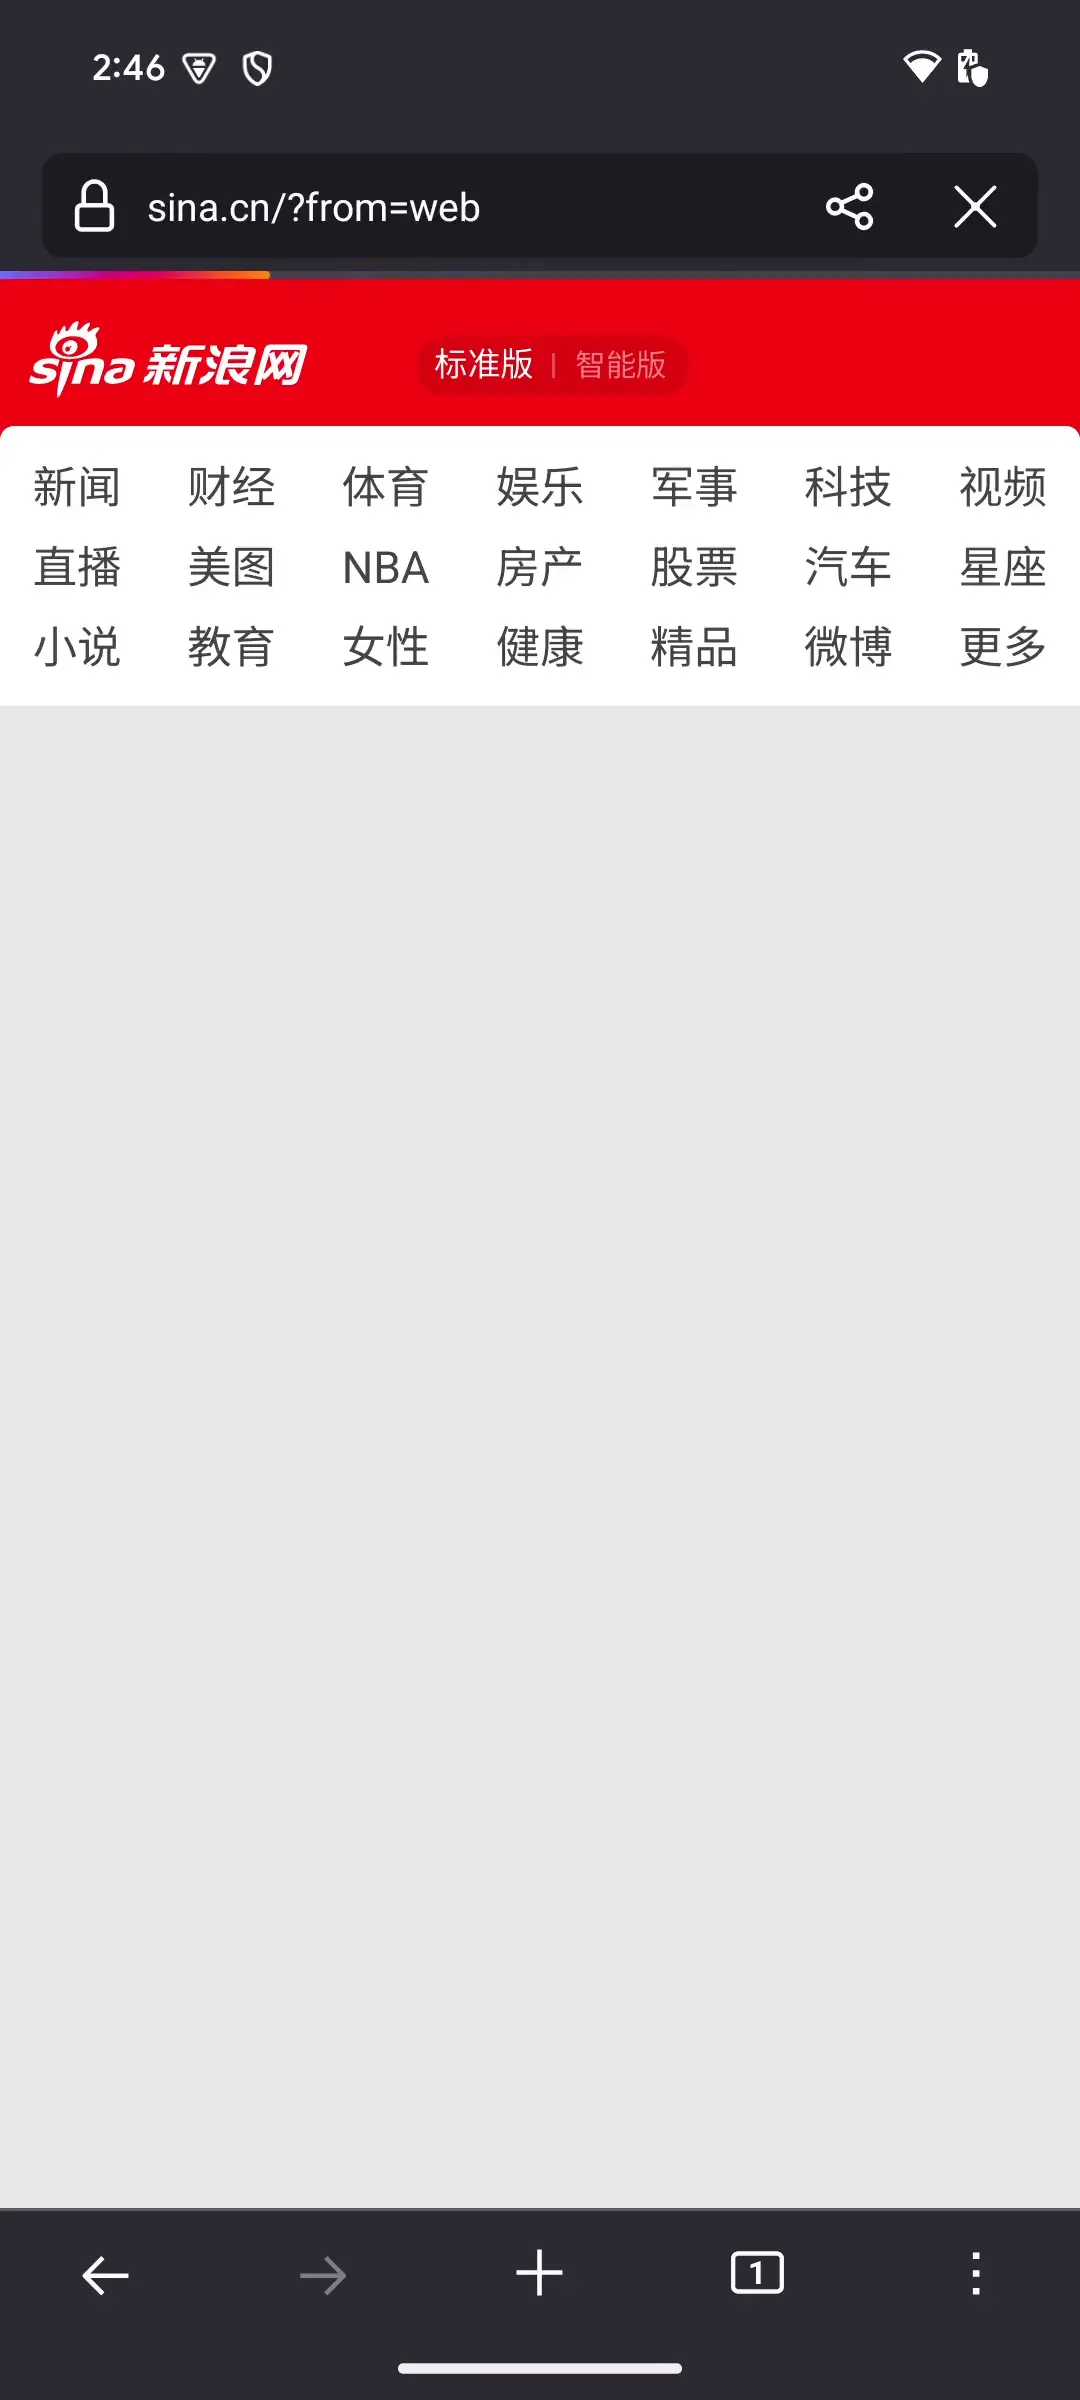 2:46
sina.cn/?from=web
sina 新浪网
标准版 | 智能版
新闻 财经 体育 娱乐 军事 科技 视频
直播 美图 NBA 房产 股票 汽车 星座
小说 教育 女性 健康 精品 微博 更多
1